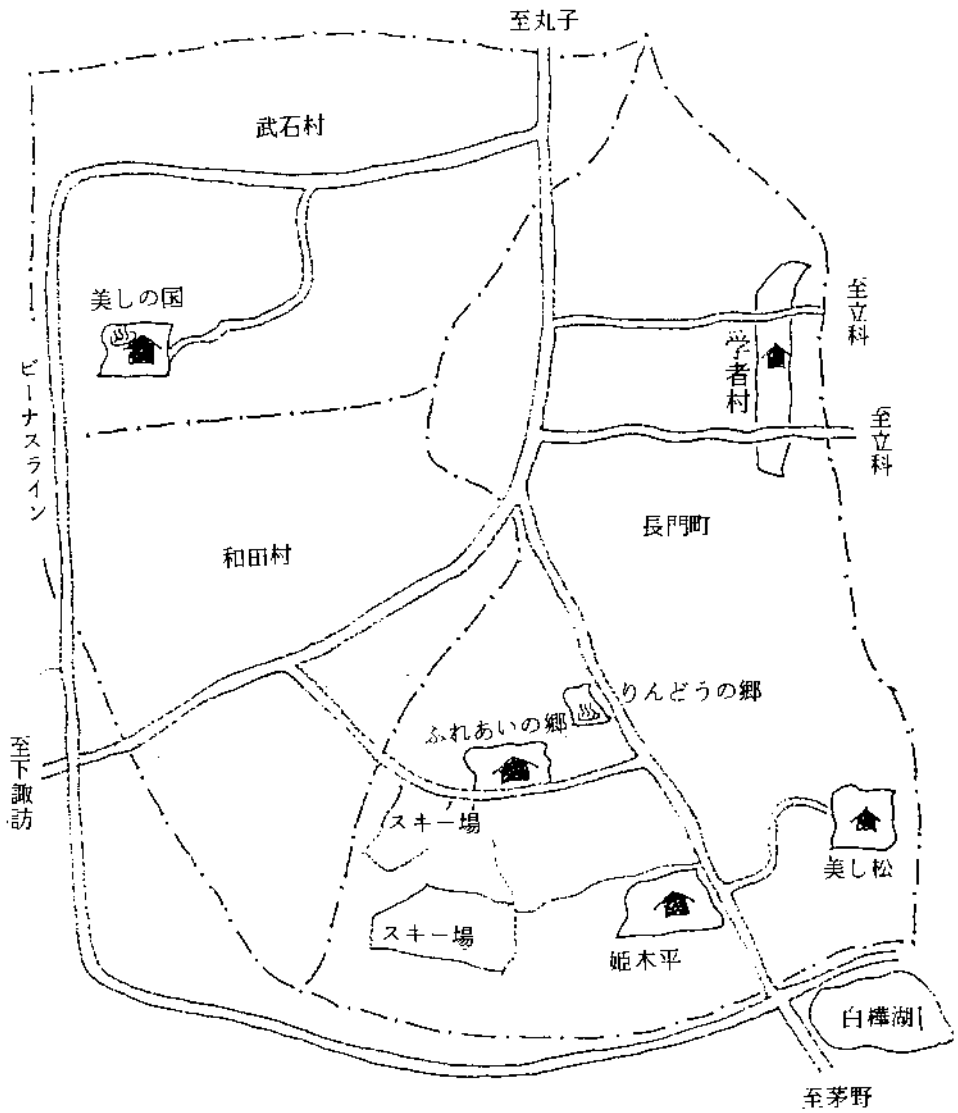 至丸子
武石村
美しの国
ビーナスライン
至立科
学者村
至立科
長門町
和田村
りんどうの郷
ふれあいの郷
至下諏訪
スキー場
美し松
スキー場
姫木平
白樺湖
至茅野